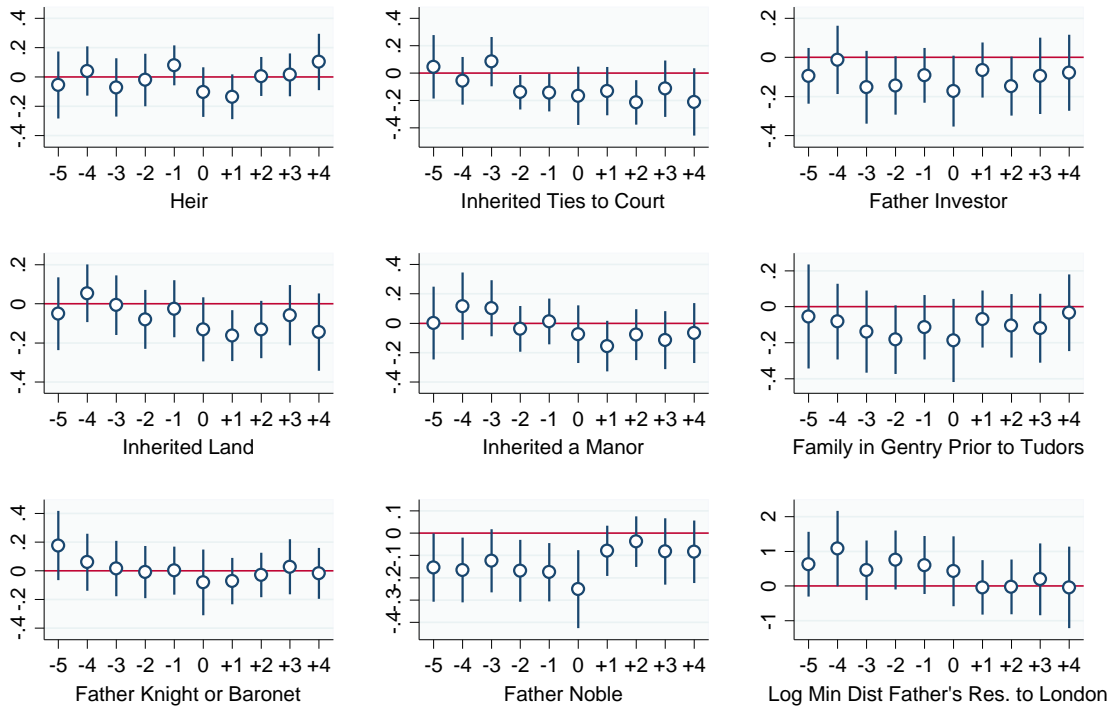 .4
.2
0
-.2
-.4
-5 -4 -3 -2 -1 0 +1 +2 +3 +4
Heir
.4
.2
0
-.2
-.4
-5 -4 -3 -2 -1 0 +1 +2 +3 +4
Inherited Ties to Court
.2
0
-.2
-.4
-5 -4 -3 -2 -1 0 +1 +2 +3 +4
Father Investor
.2
0
-.2
-.4
-5 -4 -3 -2 -1 0 +1 +2 +3 +4
Inherited Land
.4
.2
0
-.2
-.4
-5 -4 -3 -2 -1 0 +1 +2 +3 +4
Inherited a Manor
.2
0
-.2
-.4
-5 -4 -3 -2 -1 0 +1 +2 +3 +4
Family in Gentry Prior to Tudors
.4
.2
0
-.2
-.4
-5 -4 -3 -2 -1 0 +1 +2 +3 +4
Father Knight or Baronet
.1
0
-.1
-.2
-.3
-.4
-5 -4 -3 -2 -1 0 +1 +2 +3 +4
Father Noble
2
1
0
-1
-5 -4 -3 -2 -1 0 +1 +2 +3 +4
Log Min Dist Father's Res. to London